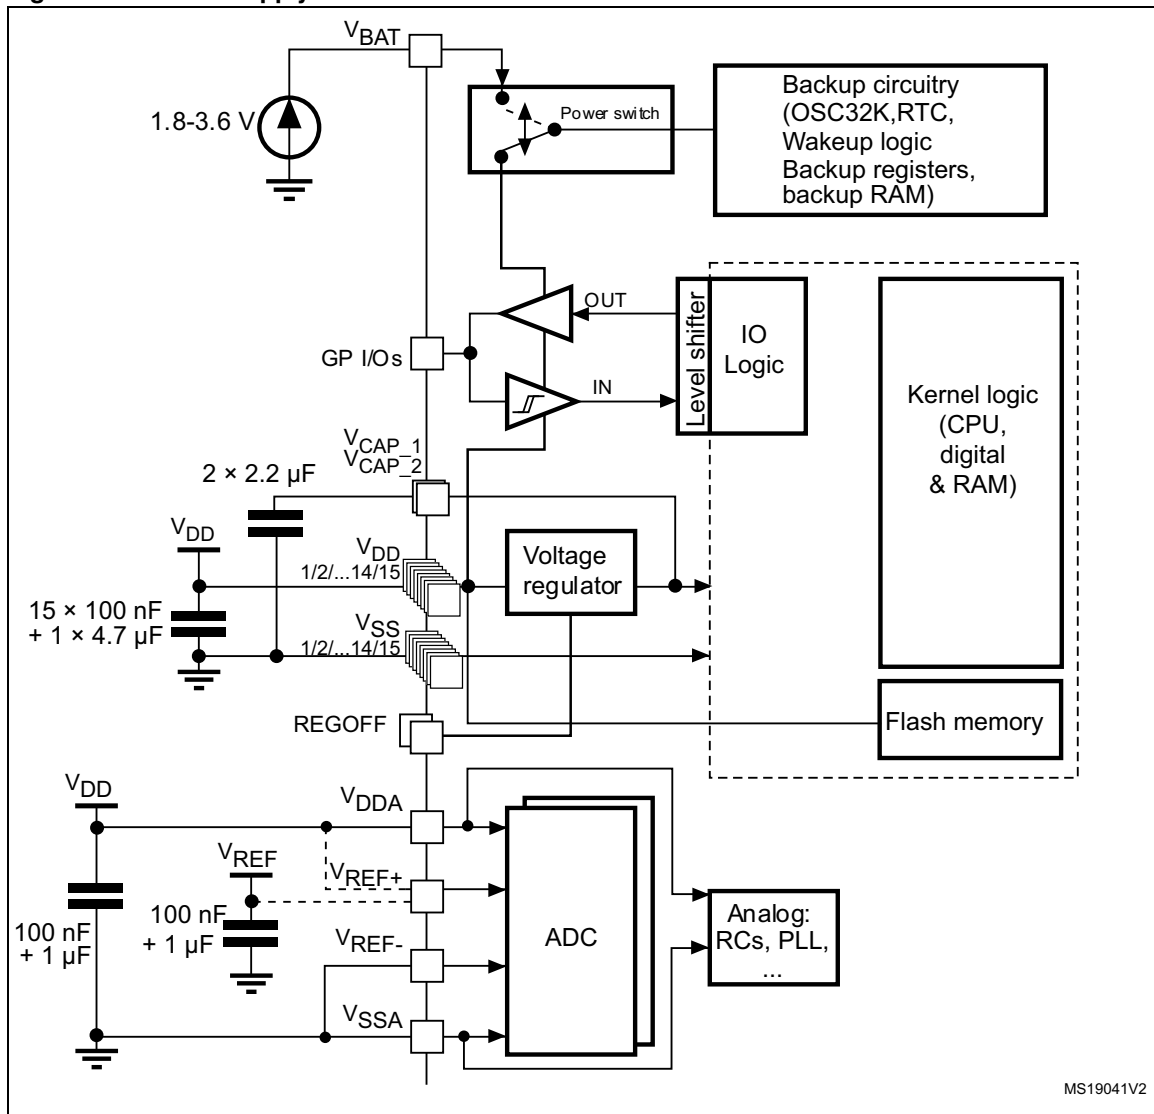 VBAT
1.8-3.6 V
Power switch
Backup circuitry
(OSC32K,RTC,
Wakeup logic
Backup registers,
backup RAM)
OUT
GP I/Os
IN
Level shifter
IO
Logic
Kernel logic
(CPU,
digital
& RAM)
VCAP_1
VCAP_2
2 × 2.2 µF
VDD
VDD
1/2/...14/15
Voltage
regulator
15 × 100 nF
+ 1 × 4.7 µF
VSS
1/2/...14/15
REGOFF
Flash memory
VDD
VDDA
VREF
VREF+
100 nF
+ 1 µF
100 nF
+ 1 µF
VREF-
ADC
Analog:
RCs, PLL,
...
VSSA
MS19041V2